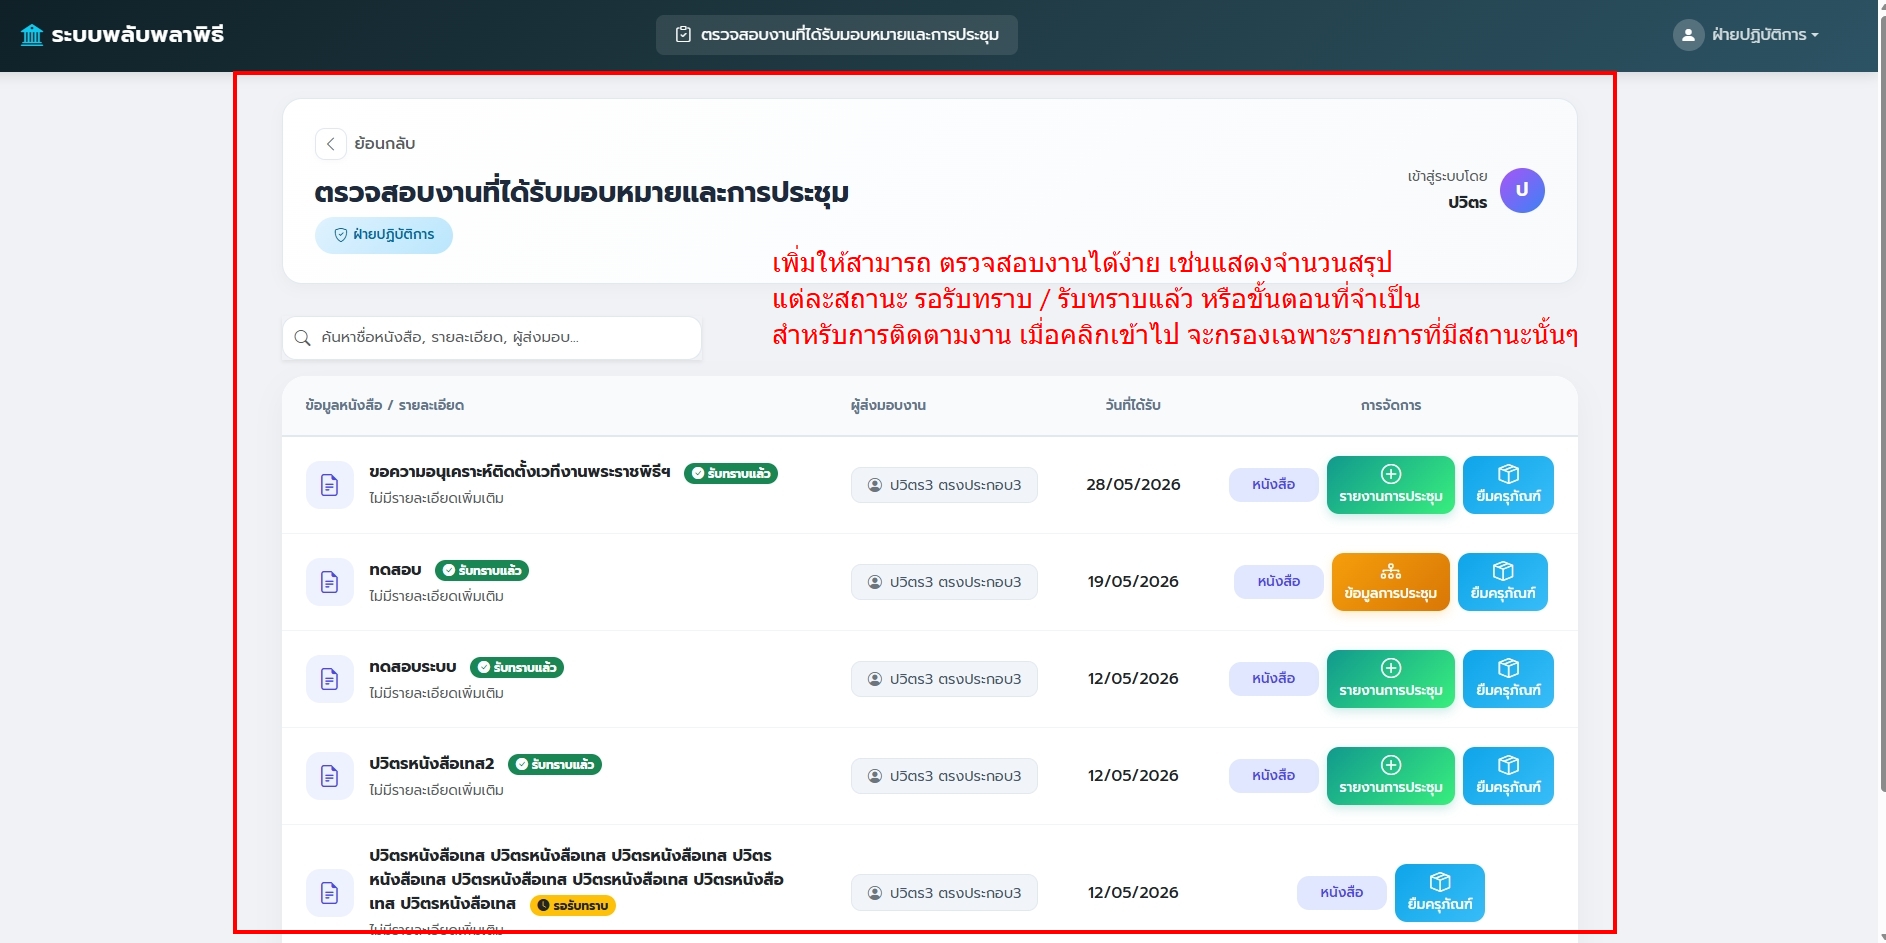 ระบบพลับพลาพิธี
ตรวจสอบงานที่ได้รับมอบหมายและการประชุม
ฝ่ายปฏิบัติการ
ย้อนกลับ
ตรวจสอบงานที่ได้รับมอบหมายและการประชุม
ฝ่ายปฏิบัติการ
เข้าสู่ระบบโดย
ปวิตร
ป
เพิ่มให้สามารถ ตรวจสอบงานได้ง่าย เช่นแสดงจำนวนสรุป
แต่ละสถานะ รอรับทราบ / รับทราบแล้ว หรือขั้นตอนที่จำเป็น
สำหรับการติดตามงาน เมื่อคลิกเข้าไป จะกรองเฉพาะรายการที่มีสถานะนั้นๆ
ค้นหาชื่อหนังสือ, รายละเอียด, ผู้ส่งมอบ...
ข้อมูลหนังสือ / รายละเอียด ผู้ส่งมอบงาน วันที่ได้รับ การจัดการ
ขอความอนุเคราะห์ติดตั้งเวทีงานพระราชพิธีฯ รับทราบแล้ว
ไม่มีรายละเอียดเพิ่มเติม
ปวิตร3 ตรงประกอบ3 28/05/2026 หนังสือ รายงานการประชุม ยืมครุภัณฑ์
ทดสอบ รับทราบแล้ว
ไม่มีรายละเอียดเพิ่มเติม
ปวิตร3 ตรงประกอบ3 19/05/2026 หนังสือ ข้อมูลการประชุม ยืมครุภัณฑ์
ทดสอบระบบ รับทราบแล้ว
ไม่มีรายละเอียดเพิ่มเติม
ปวิตร3 ตรงประกอบ3 12/05/2026 หนังสือ รายงานการประชุม ยืมครุภัณฑ์
ปวิตรหนังสือเทส2 รับทราบแล้ว
ไม่มีรายละเอียดเพิ่มเติม
ปวิตร3 ตรงประกอบ3 12/05/2026 หนังสือ รายงานการประชุม ยืมครุภัณฑ์
ปวิตรหนังสือเทส ปวิตรหนังสือเทส ปวิตรหนังสือเทส ปวิตร
หนังสือเทส ปวิตรหนังสือเทส ปวิตรหนังสือเทส ปวิตรหนังสือ
เทส ปวิตรหนังสือเทส รอรับทราบ
ไม่มีรายละเอียดเพิ่มเติม
ปวิตร3 ตรงประกอบ3 12/05/2026 หนังสือ ยืมครุภัณฑ์